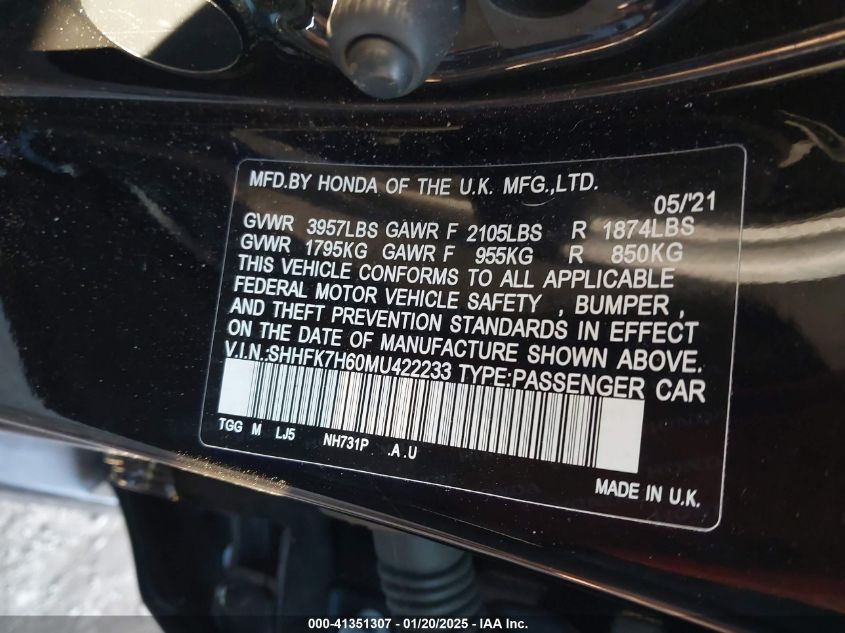 MFD.BY HONDA OF THE U.K. MFG.,LTD.
05/'21
GVWR 3957LBS GAWR F 2105LBS R 1874LBS
GVWR 1795KG GAWR F 955KG R 850KG
THIS VEHICLE CONFORMS TO ALL APPLICABLE
FEDERAL MOTOR VEHICLE SAFETY , BUMPER ,
AND THEFT PREVENTION STANDARDS IN EFFECT
ON THE DATE OF MANUFACTURE SHOWN ABOVE.
V.I.N.:SHHFK7H60MU422233 TYPE:PASSENGER CAR
TGG M LJ5 NH731P .A.U
MADE IN U.K.
000-41351307 - 01/20/2025 - IAA Inc.